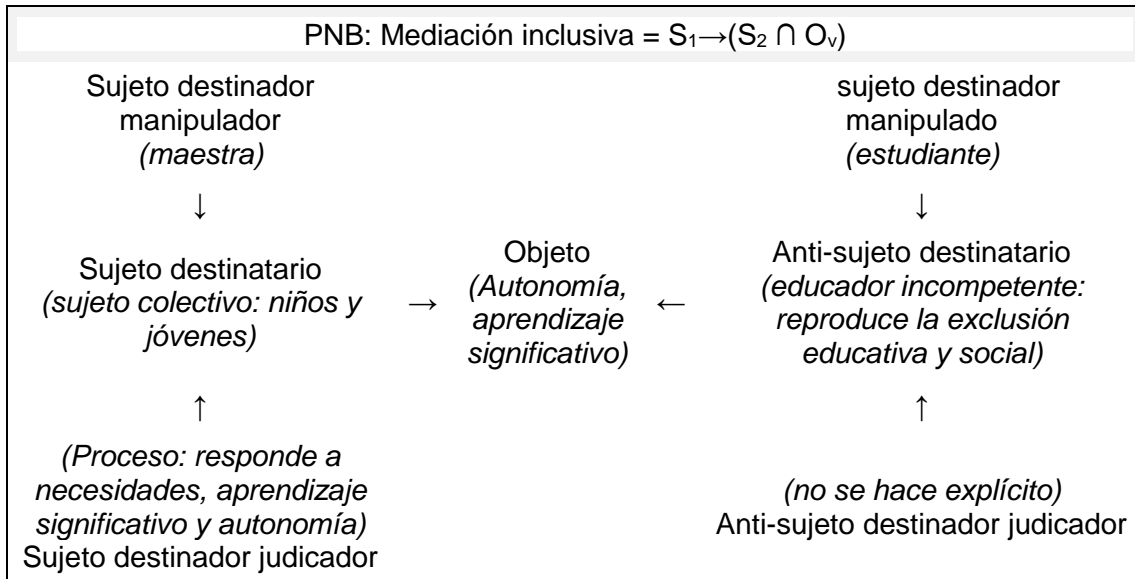 PNB: Mediación inclusiva = S₁→(S₂ ∩ Oᵥ)
Sujeto destinador
manipulador
(maestra)
sujeto destinador
manipulado
(estudiante)
↓
↓
Sujeto destinatario
(sujeto colectivo: niños y
jóvenes)
→
Objeto
(Autonomía,
aprendizaje
significativo)
←
Anti-sujeto destinatario
(educador incompetente:
reproduce la exclusión
educativa y social)
↑
↑
(Proceso: responde a
necesidades, aprendizaje
significativo y autonomía)
Sujeto destinador judicador
(no se hace explícito)
Anti-sujeto destinador judicador